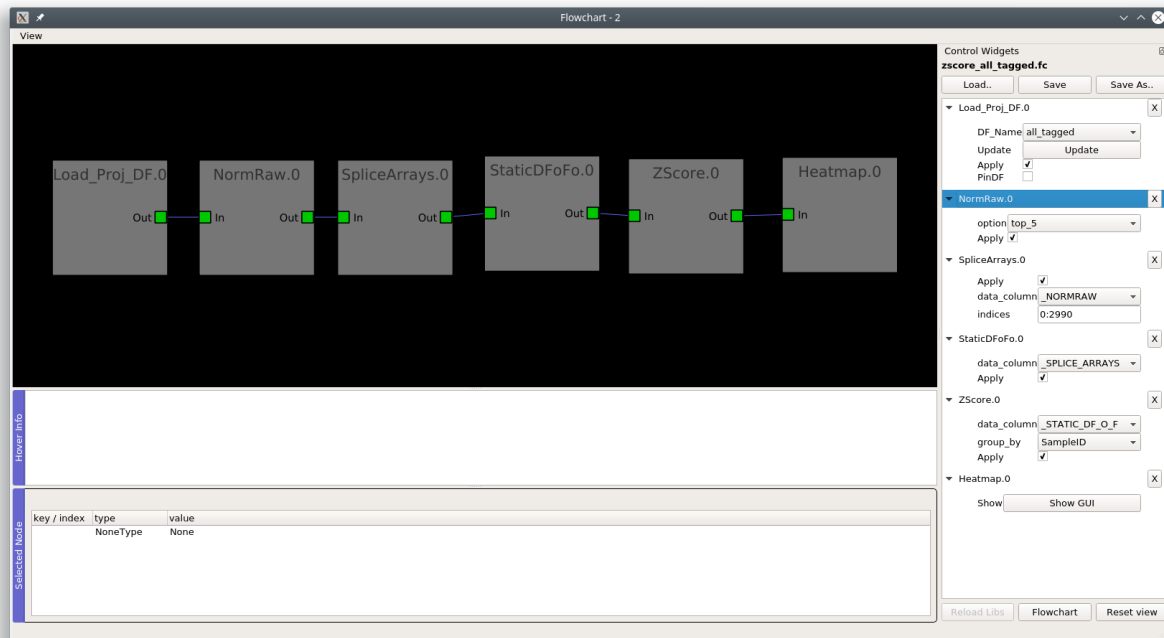 Flowchart - 2
View
Load_Proj_DF.0
Out
NormRaw.0
In
Out
SpliceArrays.0
In
Out
StaticDFoFo.0
In
Out
ZScore.0
In
Out
Heatmap.0
In
Hover Info
Selected Node
key / index type value
NoneType None
Control Widgets
zscore_all_tagged.fc
Load.. Save Save As..
Load_Proj_DF.0 X
DF_Name all_tagged
Update Update
Apply
PinDF
NormRaw.0 X
option top_5
Apply
SpliceArrays.0 X
Apply
data_column _NORMRAW
indices 0:2990
StaticDFoFo.0 X
data_column _SPLICE_ARRAYS
Apply
ZScore.0 X
data_column _STATIC_DF_O_F
group_by SampleID
Apply
Heatmap.0 X
Show Show GUI
Reload Libs Flowchart Reset view